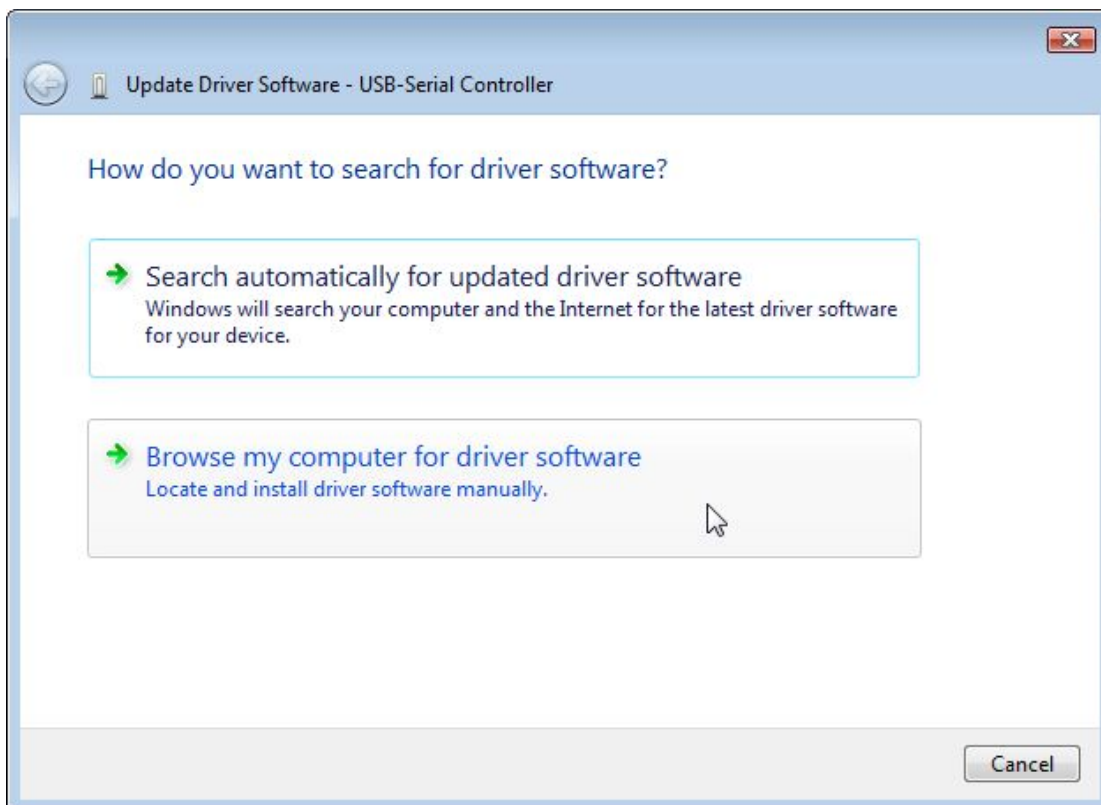 Update Driver Software - USB-Serial Controller
How do you want to search for driver software?
Search automatically for updated driver software
Windows will search your computer and the Internet for the latest driver software
for your device.
Browse my computer for driver software
Locate and install driver software manually.
Cancel